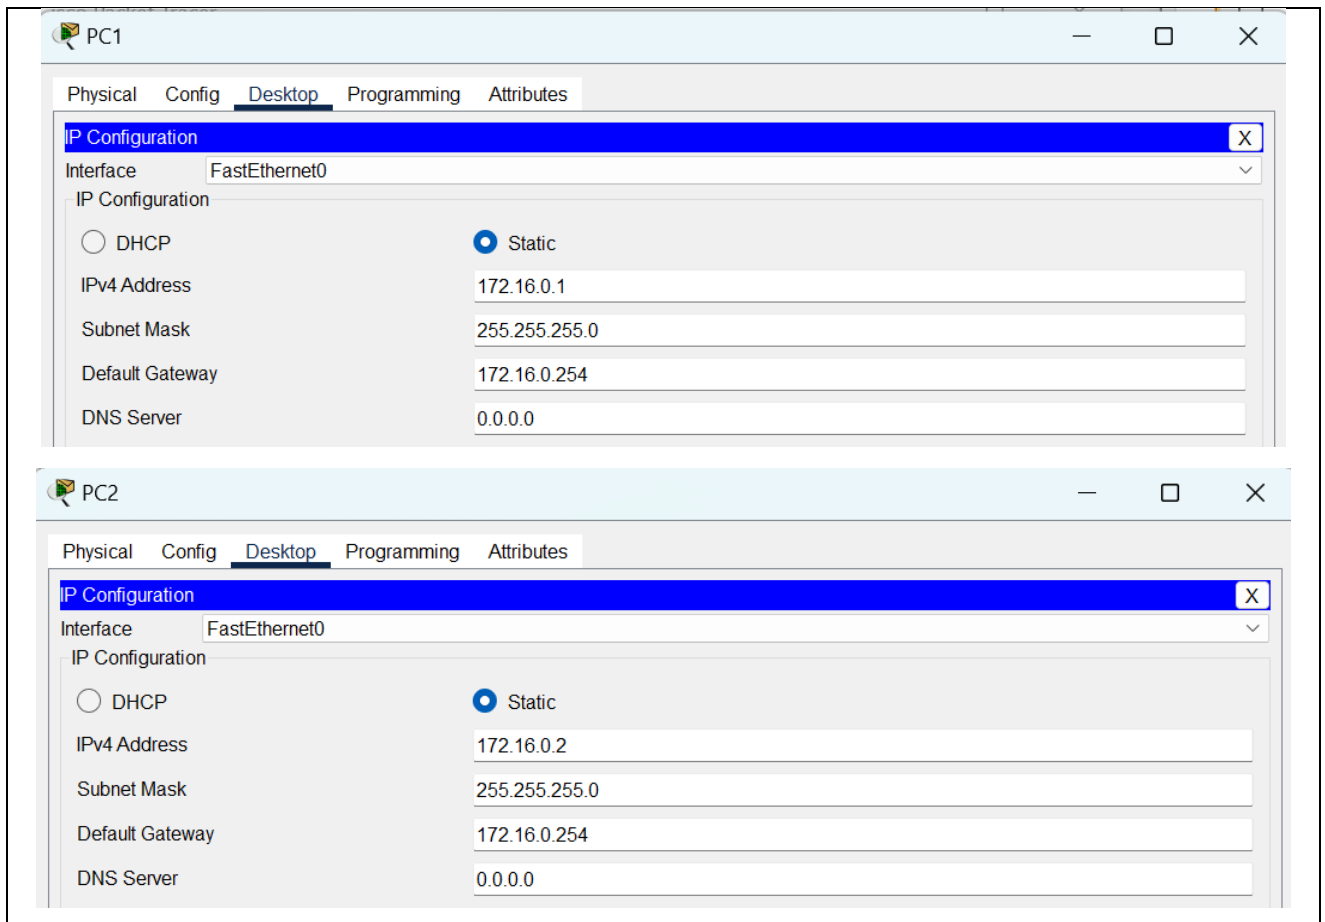 PC1
Physical Config Desktop Programming Attributes
IP Configuration X
Interface FastEthernet0
IP Configuration
DHCP Static
IPv4 Address 172.16.0.1
Subnet Mask 255.255.255.0
Default Gateway 172.16.0.254
DNS Server 0.0.0.0
PC2
Physical Config Desktop Programming Attributes
IP Configuration X
Interface FastEthernet0
IP Configuration
DHCP Static
IPv4 Address 172.16.0.2
Subnet Mask 255.255.255.0
Default Gateway 172.16.0.254
DNS Server 0.0.0.0